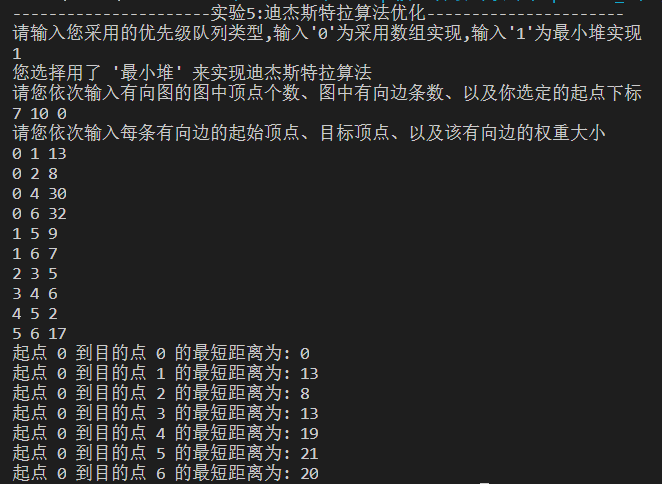 ----------------------实验5:迪杰斯特拉算法优化----------------------
请输入您采用的优先级队列类型,输入'0'为采用数组实现,输入'1'为最小堆实现
1
您选择用了 '最小堆' 来实现迪杰斯特拉算法
请您依次输入有向图的图中顶点个数、图中有向边条数、以及你选定的起点下标
7 10 0
请您依次输入每条有向边的起始顶点、目标顶点、以及该有向边的权重大小
0 1 13
0 2 8
0 4 30
0 6 32
1 5 9
1 6 7
2 3 5
3 4 6
4 5 2
5 6 17
起点 0 到目的点 0 的最短距离为: 0
起点 0 到目的点 1 的最短距离为: 13
起点 0 到目的点 2 的最短距离为: 8
起点 0 到目的点 3 的最短距离为: 13
起点 0 到目的点 4 的最短距离为: 19
起点 0 到目的点 5 的最短距离为: 21
起点 0 到目的点 6 的最短距离为: 20